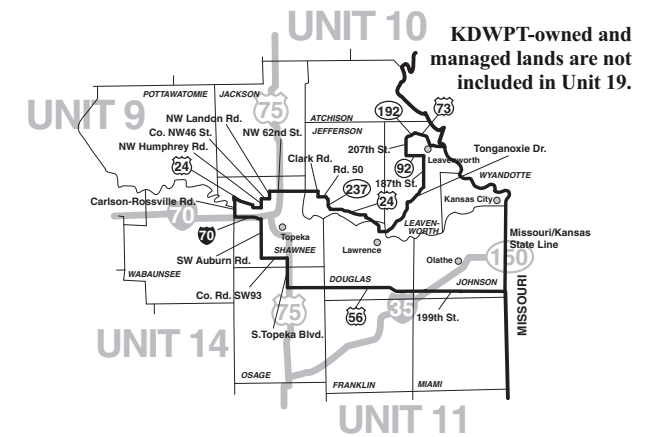 UNIT 10
KDWPT-owned and
managed lands are not
included in Unit 19.
POTTAWATOMIE
JACKSON
75
192
73
UNIT 9
NW Landon Rd.
ATCHISON
Co. NW46 St.
NW 62nd St.
JEFFERSON
NW Humphrey Rd.
207th St.
Tonganoxie Dr.
24
Clark Rd.
92
Leavenworth
Rd. 50
WYANDOTTE
237
187th St.
Carlson-Rossville Rd.
24
Kansas City
70
70
LEAVEN-
WORTH
Topeka
Missouri/Kansas
State Line
SHAWNEE
Lawrence
150
SW Auburn Rd.
Olathe
WABAUNSEE
DOUGLAS
JOHNSON
MISSOURI
Co. Rd. SW93
75
56
35
199th St.
UNIT 14
S.Topeka Blvd.
OSAGE
FRANKLIN
MIAMI
UNIT 11